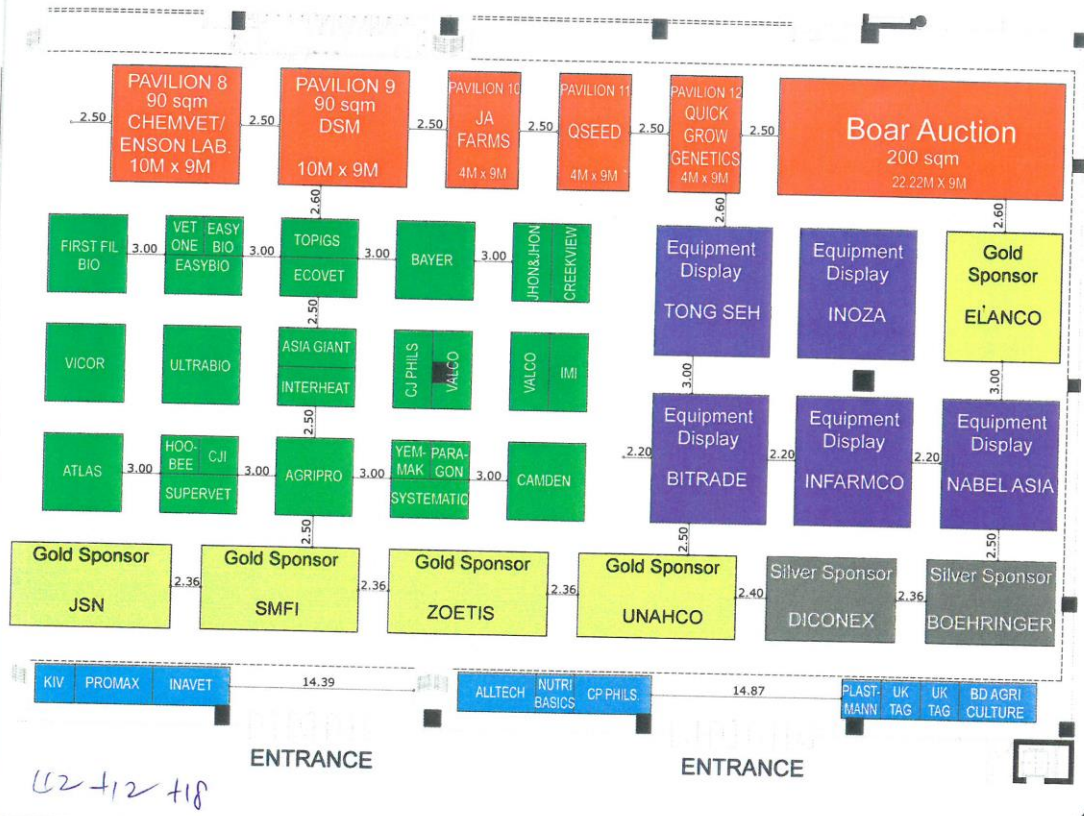 PAVILION 8
90 sqm
CHEMVET/
ENSON LAB.
10M x 9M
PAVILION 9
90 sqm
DSM
10M x 9M
PAVILION 10
JA
FARMS
4M x 9M
PAVILION 11
QSEED
4M x 9M
PAVILION 12
QUICK
GROW
GENETICS
4M x 9M
Boar Auction
200 sqm
22.22M X 9M
2.50
2.50
2.50
2.50
2.50
2.50
2.60
2.60
2.60
FIRST FIL
BIO
3.00
VET
ONE
EASY
BIO
EASYBIO
3.00
TOPIGS
ECOVET
3.00
BAYER
3.00
JHON&JHON
CREEKVIEW
Equipment
Display
TONG SEH
Equipment
Display
INOZA
Gold
Sponsor
ELANCO
2.50
VICOR
ULTRABIO
ASIA GIANT
INTERHEAT
CJ PHILS
VALCO
VALCO
IMI
3.00
3.00
2.50
ATLAS
3.00
HOO-
BEE
CJI
SUPERVET
3.00
AGRIPRO
3.00
YEM-
MAK
PARA-
GON
SYSTEMATIC
3.00
CAMDEN
2.20
Equipment
Display
BITRADE
2.20
Equipment
Display
INFARMCO
2.20
Equipment
Display
NABEL ASIA
2.50
2.50
2.50
Gold Sponsor
JSN
2.36
Gold Sponsor
SMFI
2.36
Gold Sponsor
ZOETIS
2.36
Gold Sponsor
UNAHCO
2.40
Silver Sponsor
DICONEX
2.36
Silver Sponsor
BOEHRINGER
KIV
PROMAX
INAVET
14.39
ALLTECH
NUTRI
BASICS
CP PHILS.
14.87
PLAST-
MANN
UK
TAG
UK
TAG
BD AGRI
CULTURE
ENTRANCE
ENTRANCE
+12 +18